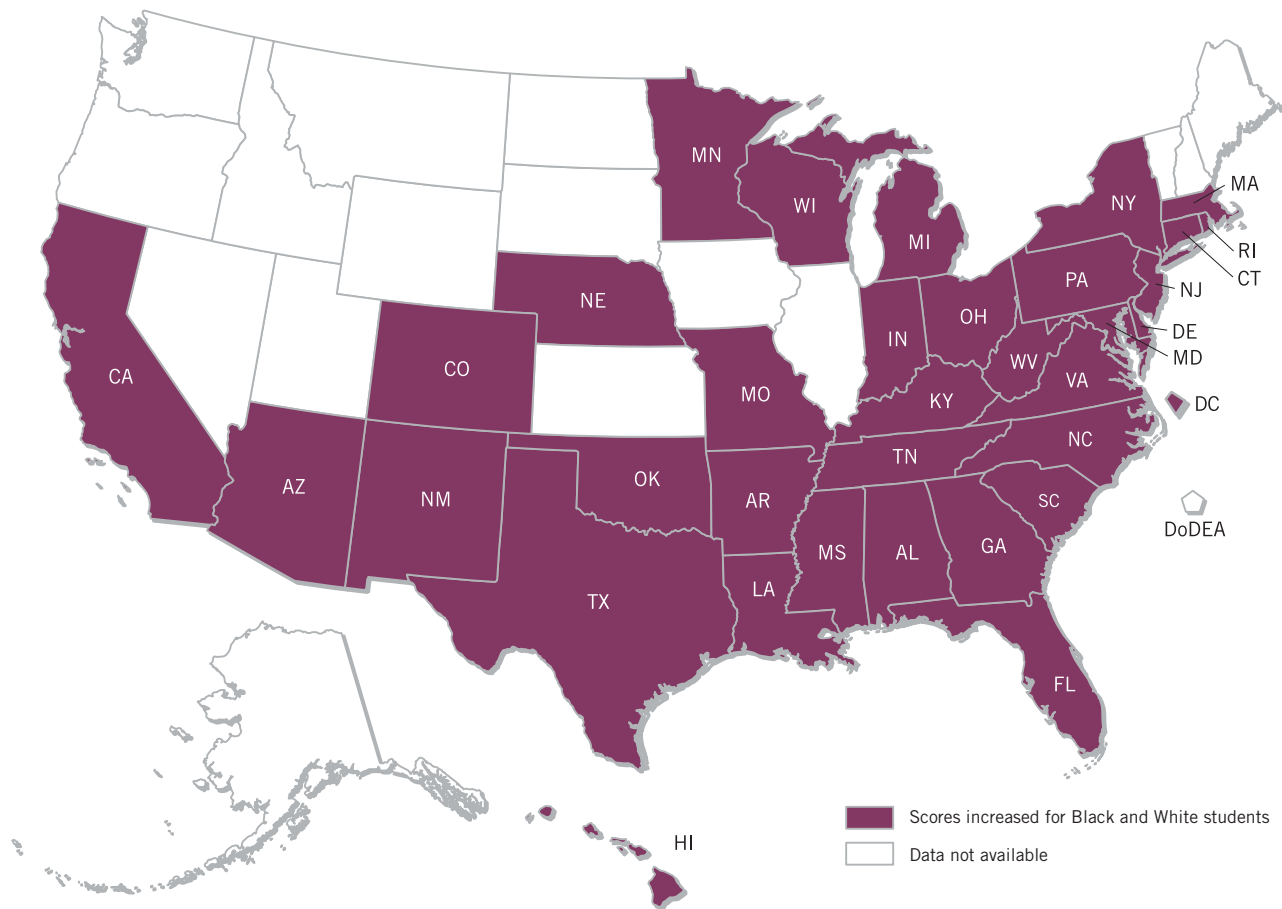 MN
WI
MI
NY
MA
RI
CT
PA
NJ
NE
OH
IN
DE
MD
WV
CO
CA
MO
KY
VA
DC
NC
TN
AZ
NM
OK
AR
SC
DoDEA
MS
AL
GA
LA
TX
FL
HI
Scores increased for Black and White students
Data not available